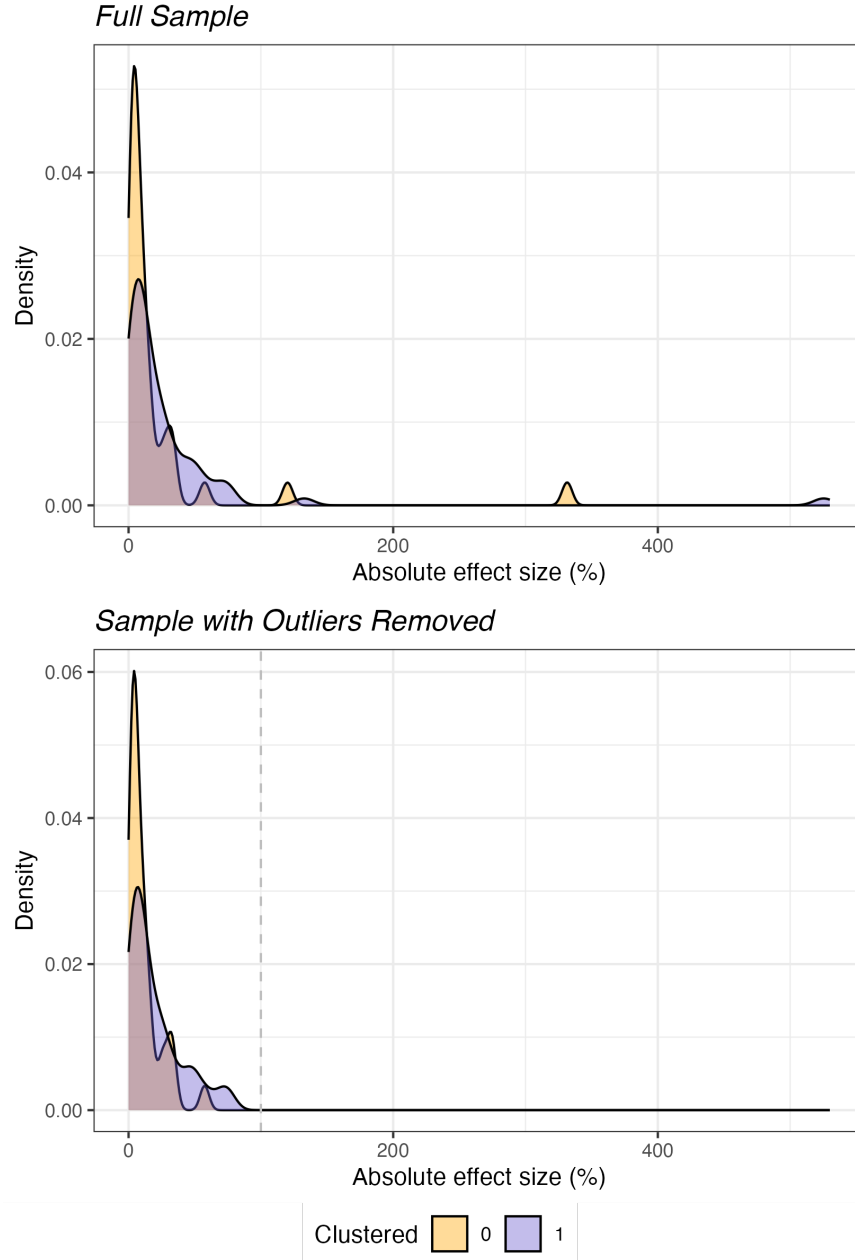 Full Sample
0.04
0.02
0.00
Density
0 200 400
Absolute effect size (%)
Sample with Outliers Removed
0.06
0.04
0.02
0.00
Density
0 200 400
Absolute effect size (%)
Clustered 0 1